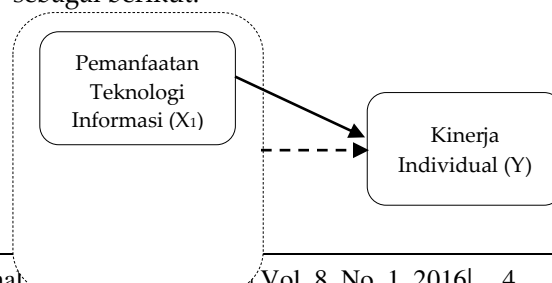 sebagai berikut:
Pemanfaatan
Teknologi
Informasi (X1)
Kinerja
Individual (Y)
Vol. 8, No. 1, 2016| 4